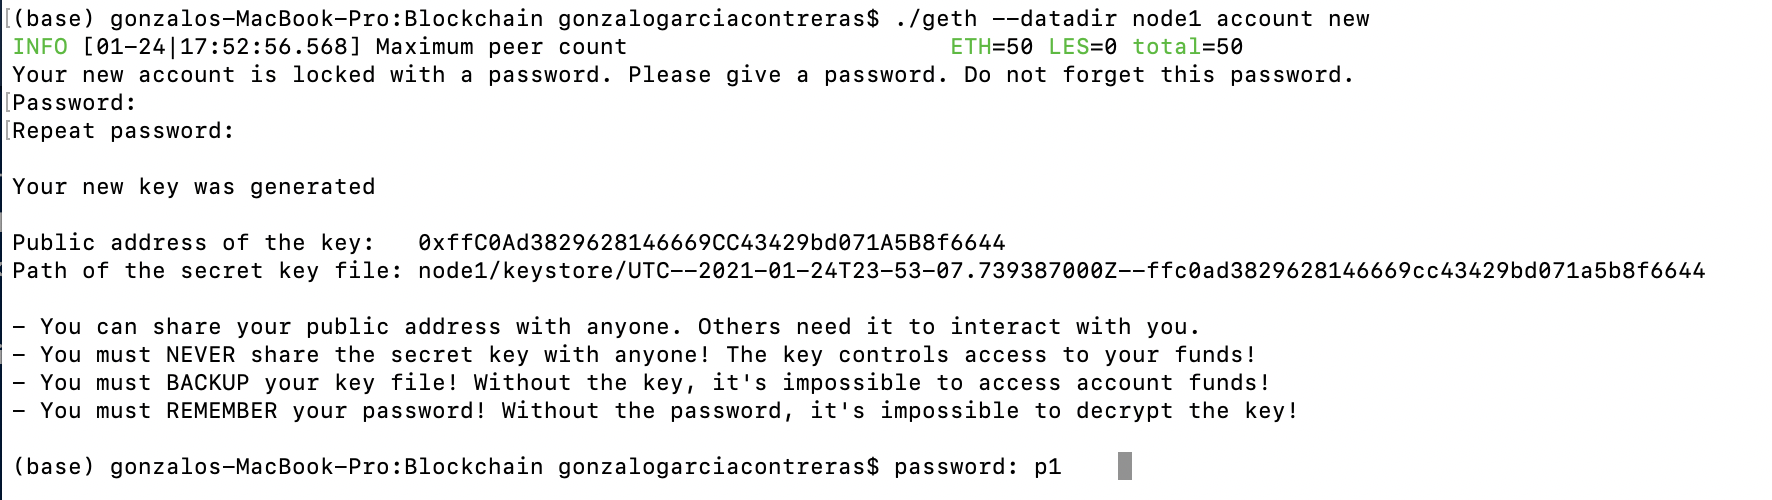 (base) gonzalos-MacBook-Pro:Blockchain gonzalogarciacontreras$ ./geth --datadir node1 account new
INFO [01-24|17:52:56.568] Maximum peer count                       ETH=50 LES=0 total=50
Your new account is locked with a password. Please give a password. Do not forget this password.
Password:
Repeat password:
Your new key was generated
Public address of the key:   0xffC0Ad3829628146669CC43429bd071A5B8f6644
Path of the secret key file: node1/keystore/UTC--2021-01-24T23-53-07.739387000Z--ffc0ad3829628146669cc43429bd071a5b8f6644
- You can share your public address with anyone. Others need it to interact with you.
- You must NEVER share the secret key with anyone! The key controls access to your funds!
- You must BACKUP your key file! Without the key, it's impossible to access account funds!
- You must REMEMBER your password! Without the password, it's impossible to decrypt the key!
(base) gonzalos-MacBook-Pro:Blockchain gonzalogarciacontreras$ password: p1